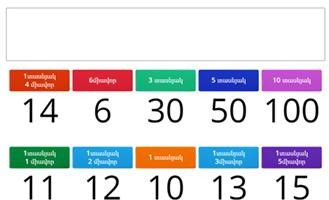 1տասնյակ
4 միավոր
6միավոր
3 տասնյակ
5 տասնյակ
10 տասնյակ
14
6
30
50
100
1տասնյակ
1 միավոր
1տասնյակ
2 միավոր
1 տասնյակ
1տասնյակ
3միավոր
1տասնյակ
5միավոր
11
12
10
13
15